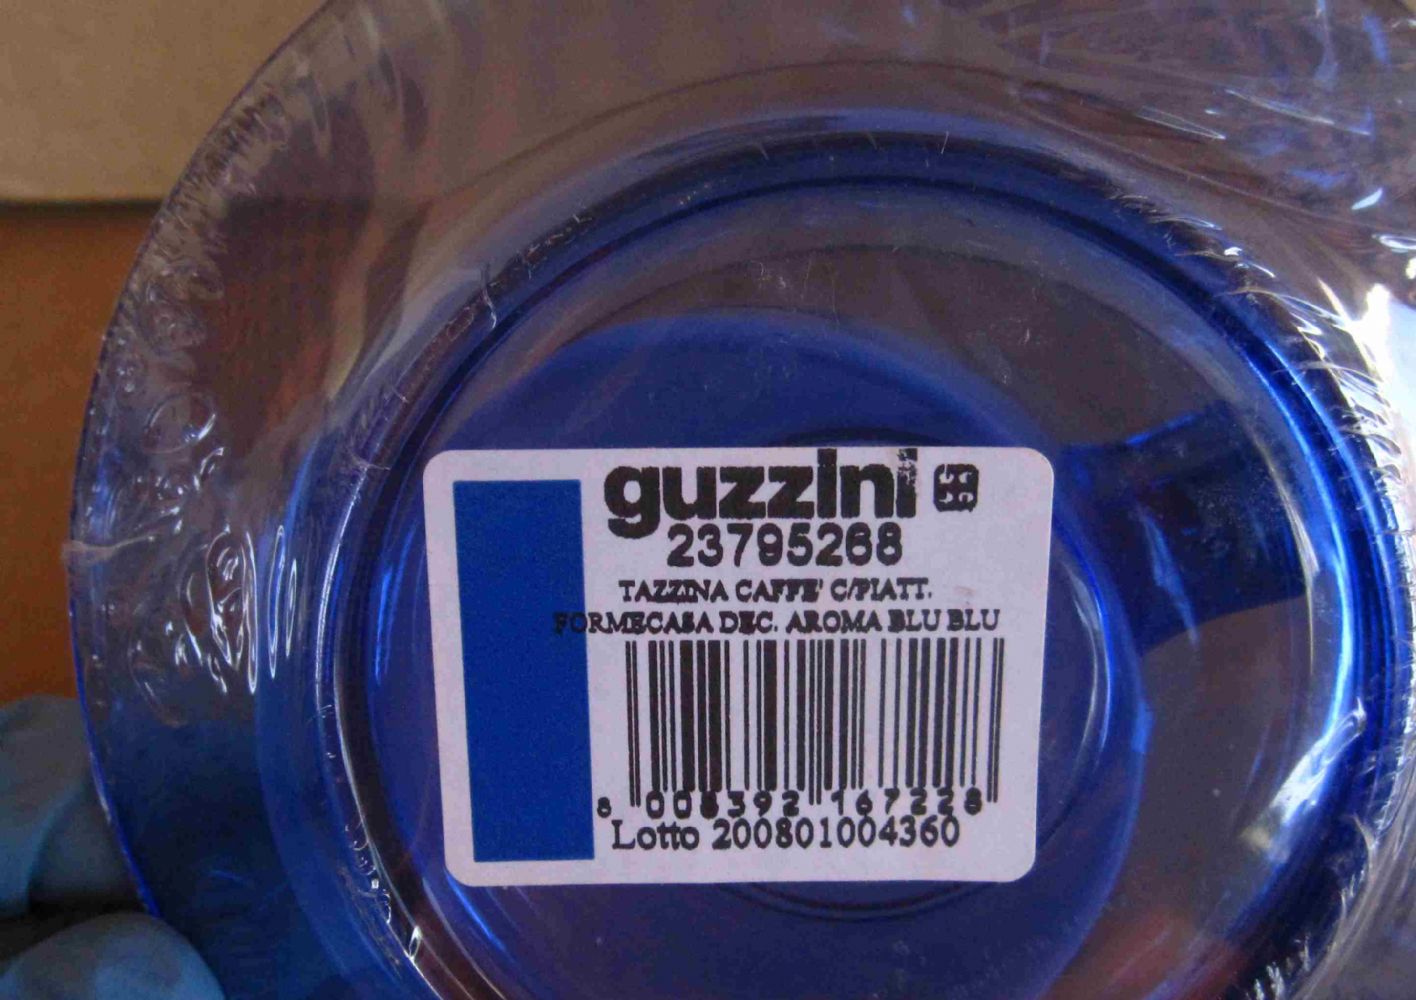 guzzini
23795268
TAZZINA CAFFE' C/PIATT.
FORMECASA DEC. AROMA BLU BLU
8 008392 167228
Lotto 200801004360